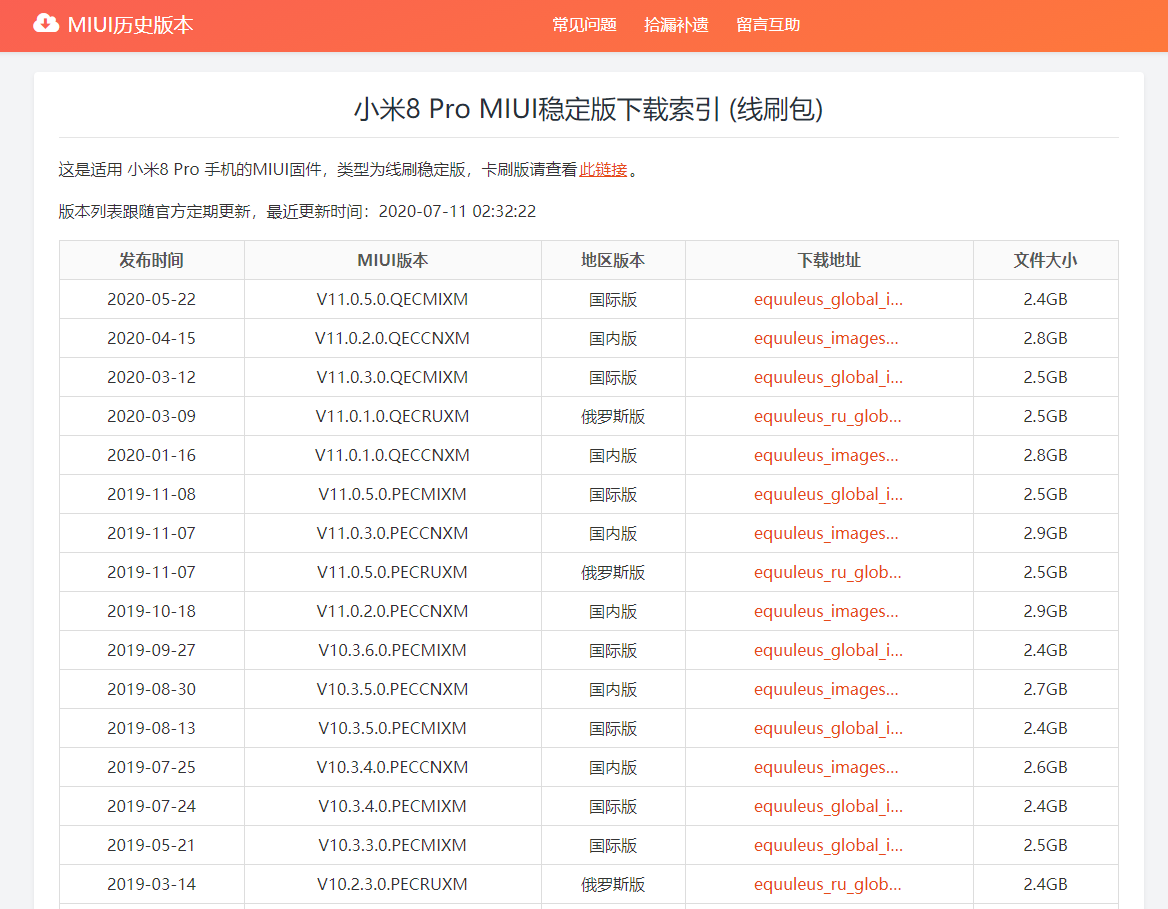 MIUI历史版本 常见问题 拾漏补遗 留言互助
小米8 Pro MIUI稳定版下载索引 (线刷包)
这是适用 小米8 Pro 手机的MIUI固件，类型为线刷稳定版，卡刷版请查看此链接。
版本列表跟随官方定期更新，最近更新时间：2020-07-11 02:32:22
发布时间 MIUI版本 地区版本 下载地址 文件大小
2020-05-22 V11.0.5.0.QECMIXM 国际版 equuleus_global_i... 2.4GB
2020-04-15 V11.0.2.0.QECCNXM 国内版 equuleus_images... 2.8GB
2020-03-12 V11.0.3.0.QECMIXM 国际版 equuleus_global_i... 2.5GB
2020-03-09 V11.0.1.0.QECRUXM 俄罗斯版 equuleus_ru_glob... 2.5GB
2020-01-16 V11.0.1.0.QECCNXM 国内版 equuleus_images... 2.8GB
2019-11-08 V11.0.5.0.PECMIXM 国际版 equuleus_global_i... 2.5GB
2019-11-07 V11.0.3.0.PECCNXM 国内版 equuleus_images... 2.9GB
2019-11-07 V11.0.5.0.PECRUXM 俄罗斯版 equuleus_ru_glob... 2.5GB
2019-10-18 V11.0.2.0.PECCNXM 国内版 equuleus_images... 2.9GB
2019-09-27 V10.3.6.0.PECMIXM 国际版 equuleus_global_i... 2.4GB
2019-08-30 V10.3.5.0.PECCNXM 国内版 equuleus_images... 2.7GB
2019-08-13 V10.3.5.0.PECMIXM 国际版 equuleus_global_i... 2.4GB
2019-07-25 V10.3.4.0.PECCNXM 国内版 equuleus_images... 2.6GB
2019-07-24 V10.3.4.0.PECMIXM 国际版 equuleus_global_i... 2.4GB
2019-05-21 V10.3.3.0.PECMIXM 国际版 equuleus_global_i... 2.5GB
2019-03-14 V10.2.3.0.PECRUXM 俄罗斯版 equuleus_ru_glob... 2.4GB